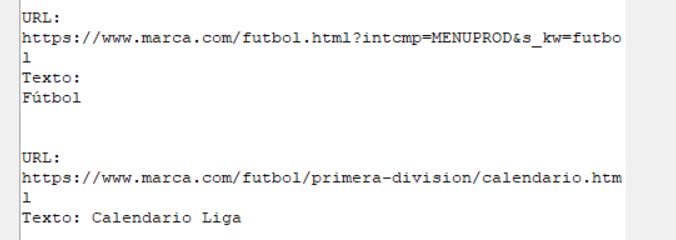 URL:
https://www.marca.com/futbol.html?intcmp=MENUPROD&s_kw=futbo
l
Texto:
Fútbol
URL:
https://www.marca.com/futbol/primera-division/calendario.htm
l
Texto: Calendario Liga